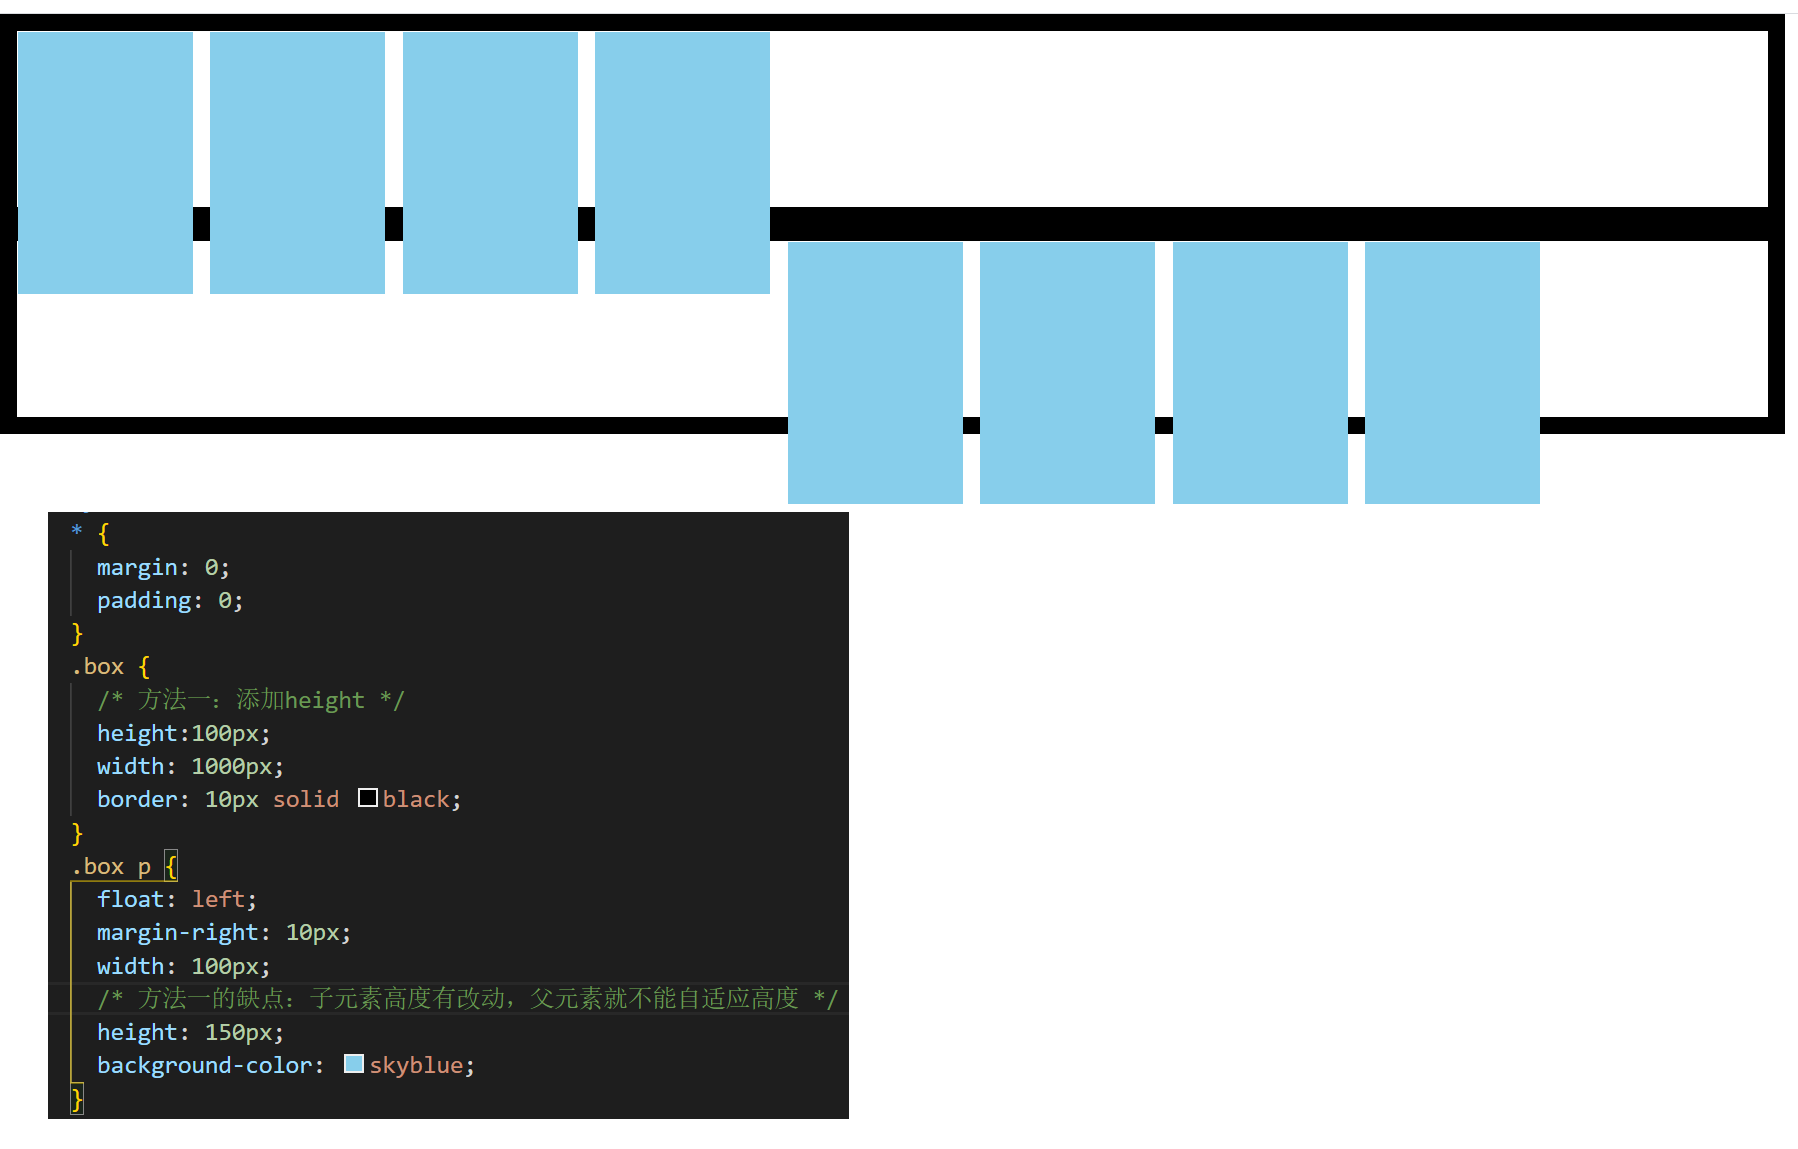 * {
margin: 0;
padding: 0;
}
.box {
/* 方法一：添加height */
height:100px;
width: 1000px;
border: 10px solid black;
}
.box p {
float: left;
margin-right: 10px;
width: 100px;
/* 方法一的缺点：子元素高度有改动，父元素就不能自适应高度 */
height: 150px;
background-color: skyblue;
}